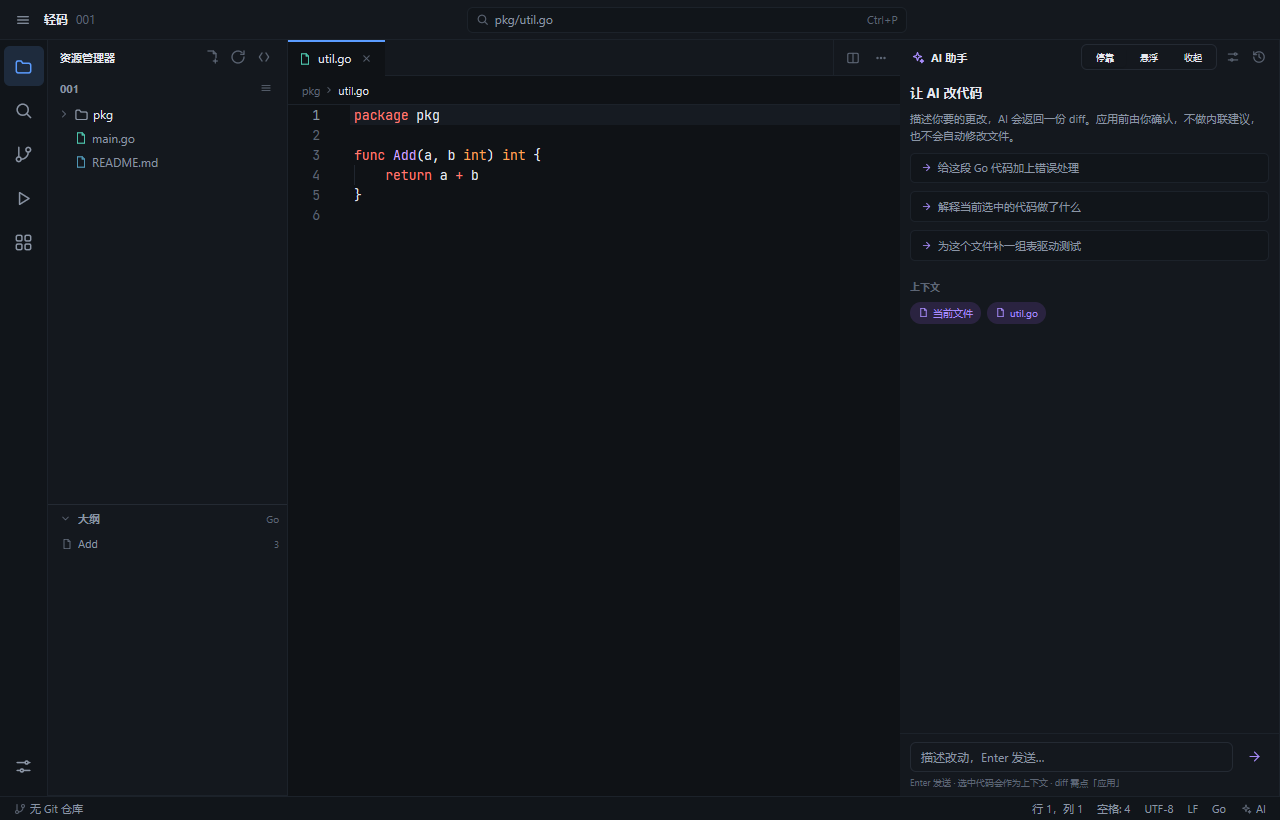 轻码 001
pkg/util.go Ctrl+P
资源管理器
001
pkg
main.go
README.md
大纲 Go
Add 3
util.go
pkg > util.go
1 package pkg
2
3 func Add(a, b int) int {
4     return a + b
5 }
6
AI 助手 停靠 悬浮 收起
让 AI 改代码
描述你要的更改，AI 会返回一份 diff。应用前由你确认，不做内联建议，
也不会自动修改文件。
给这段 Go 代码加上错误处理
解释当前选中的代码做了什么
为这个文件补一组表驱动测试
上下文
当前文件 util.go
描述改动，Enter 发送...
Enter 发送 · 选中代码会作为上下文 · diff 需点「应用」
无 Git 仓库 行 1，列 1 空格: 4 UTF-8 LF Go AI